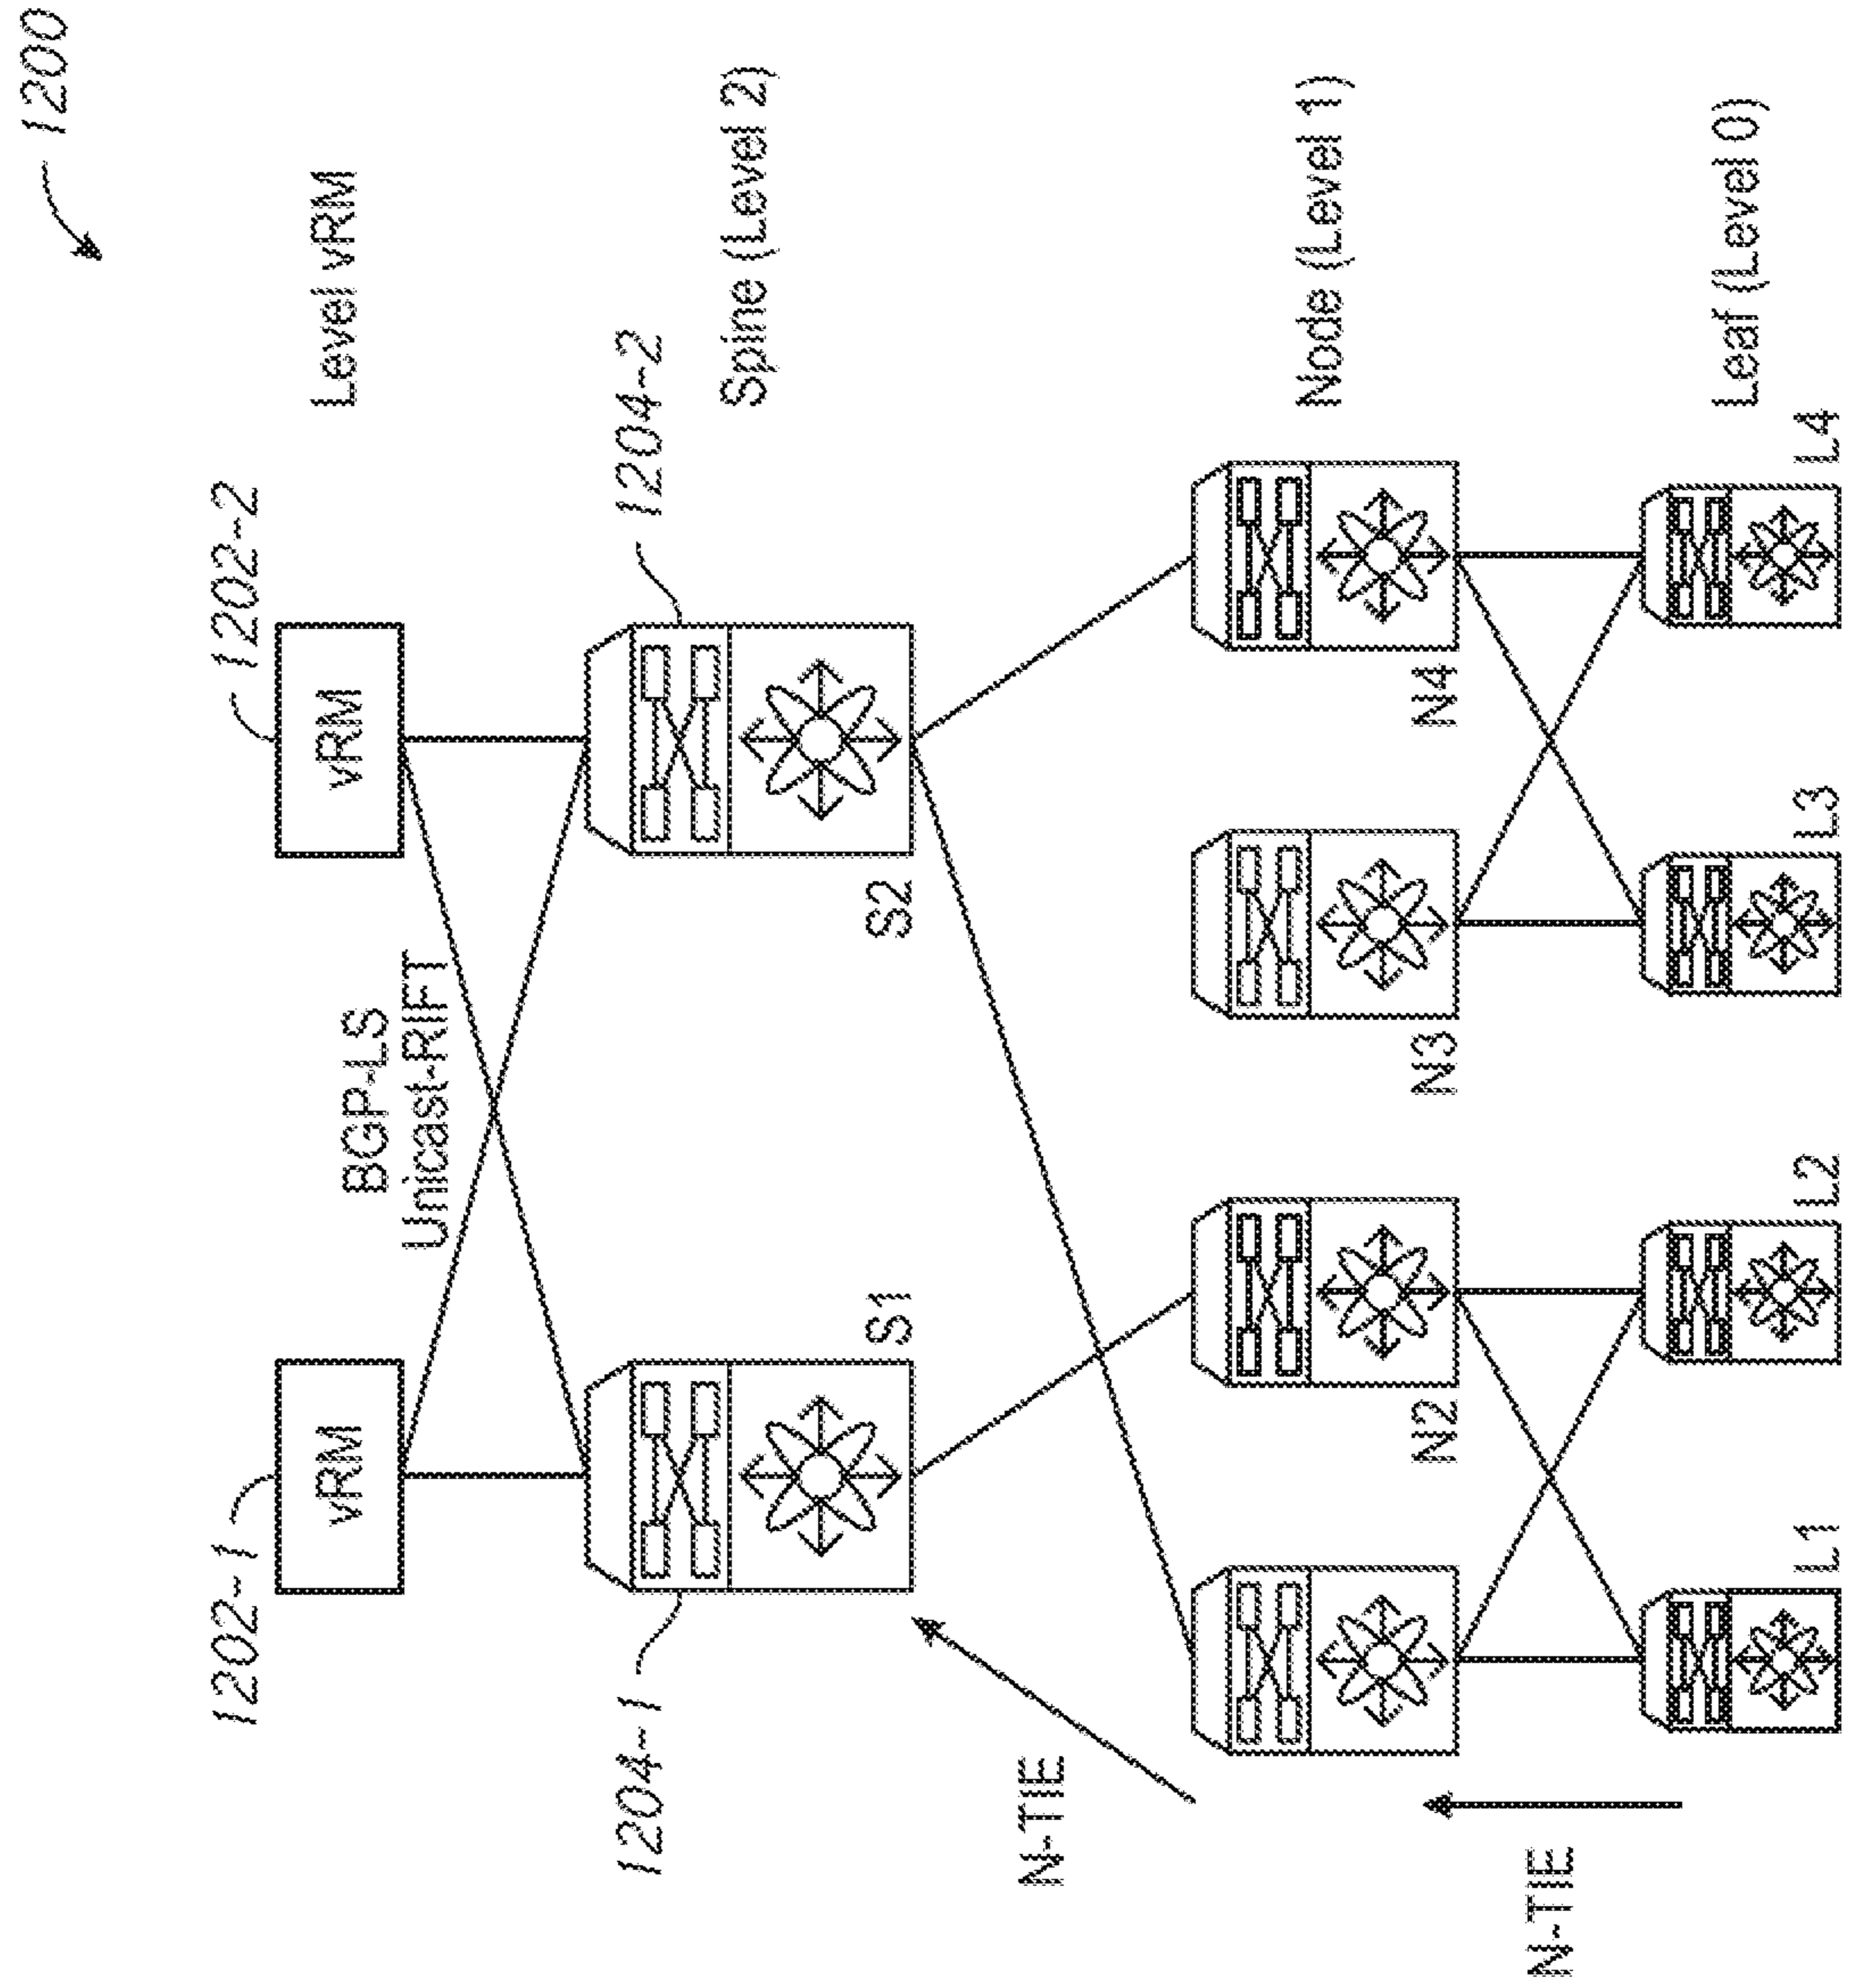 1200
1202-1
1202-2
vRM
vRM
Level vRM
BGP-LS
Unicast-RIFT
1204-1
1204-2
S1
S2
Spine (Level 2)
N-TIE
N2
N3
N4
Node (Level 1)
N-TIE
L1
L2
L3
L4
Leaf (Level 0)